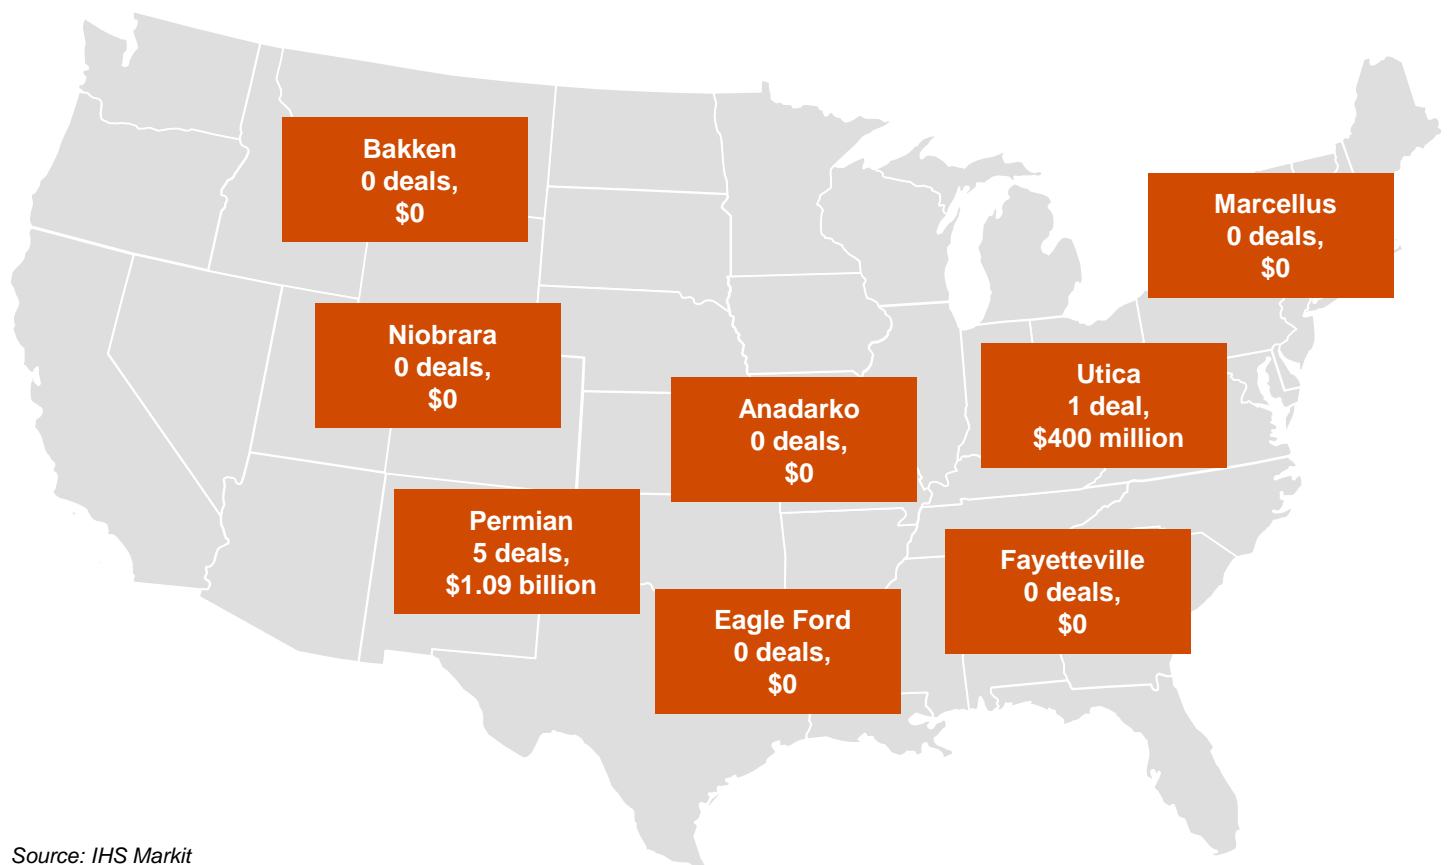 Bakken
0 deals,
$0
Marcellus
0 deals,
$0
Niobrara
0 deals,
$0
Utica
1 deal,
$400 million
Anadarko
0 deals,
$0
Permian
5 deals,
$1.09 billion
Fayetteville
0 deals,
$0
Eagle Ford
0 deals,
$0
Source: IHS Markit